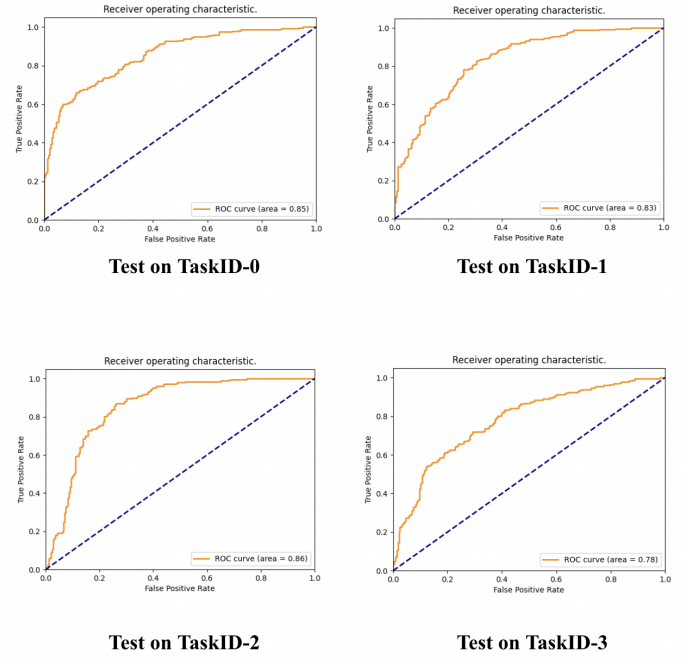 Receiver operating characteristic.
True Positive Rate
1.0
0.8
0.6
0.4
0.2
0.0
ROC curve (area = 0.85)
0.0 0.2 0.4 0.6 0.8 1.0
False Positive Rate
Test on TaskID-0
Receiver operating characteristic.
True Positive Rate
1.0
0.8
0.6
0.4
0.2
0.0
ROC curve (area = 0.83)
0.0 0.2 0.4 0.6 0.8 1.0
False Positive Rate
Test on TaskID-1
Receiver operating characteristic.
True Positive Rate
1.0
0.8
0.6
0.4
0.2
0.0
ROC curve (area = 0.86)
0.0 0.2 0.4 0.6 0.8 1.0
False Positive Rate
Test on TaskID-2
Receiver operating characteristic.
True Positive Rate
1.0
0.8
0.6
0.4
0.2
0.0
ROC curve (area = 0.78)
0.0 0.2 0.4 0.6 0.8 1.0
False Positive Rate
Test on TaskID-3